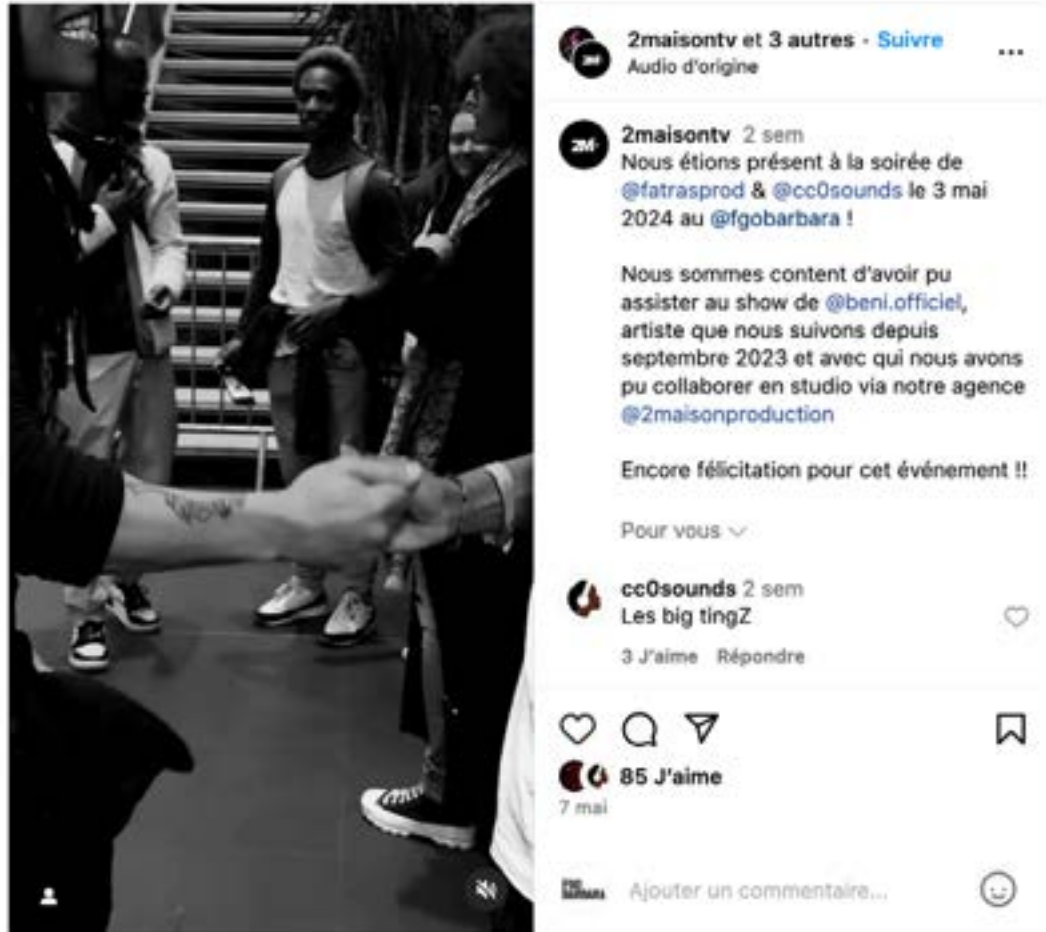 2maisontv et 3 autres · Suivre
Audio d'origine
2M
2maisontv 2 sem
Nous étions présent à la soirée de
@fatrasprod & @cc0sounds le 3 mai
2024 au @fgobarbara !
Nous sommes content d'avoir pu
assister au show de @beni.officiel,
artiste que nous suivons depuis
septembre 2023 et avec qui nous avons
pu collaborer en studio via notre agence
@2maisonproduction
Encore félicitation pour cet événement !!
Pour vous
cc0sounds 2 sem
Les big tingZ
3 J'aime Répondre
85 J'aime
7 mai
FGO BARBARA
Ajouter un commentaire...